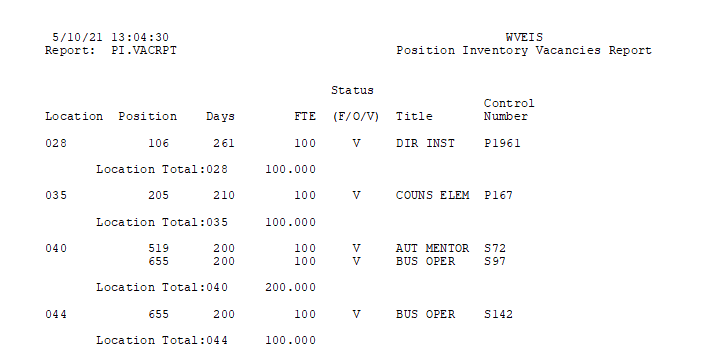 5/10/21 13:04:30 WVEIS
Report: PI.VACRPT Position Inventory Vacancies Report
Status
Control
Location Position Days FTE (F/O/V) Title Number
028 106 261 100 V DIR INST P1961
Location Total:028 100.000
035 205 210 100 V COUNS ELEM P167
Location Total:035 100.000
040 519 200 100 V AUT MENTOR S72
655 200 100 V BUS OPER S97
Location Total:040 200.000
044 655 200 100 V BUS OPER S142
Location Total:044 100.000